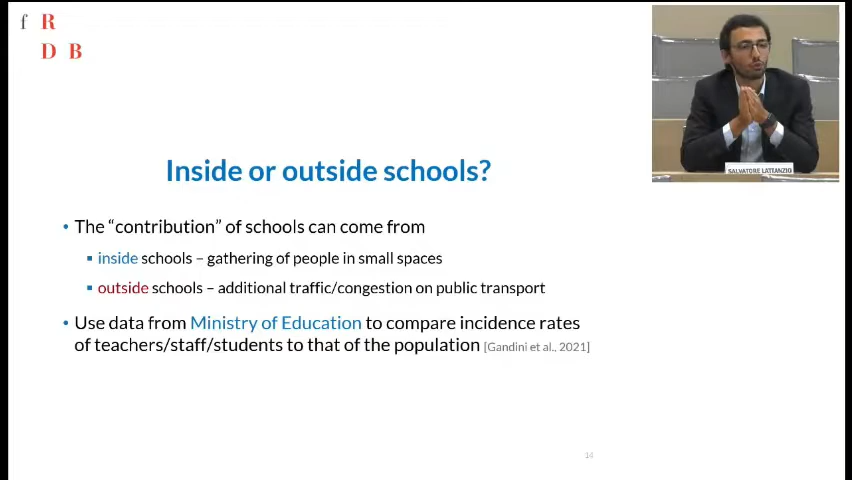 f R
D B
SALVATORE LATTANZIO
Inside or outside schools?
• The “contribution” of schools can come from
▪ inside schools – gathering of people in small spaces
▪ outside schools – additional traffic/congestion on public transport
• Use data from Ministry of Education to compare incidence rates
of teachers/staff/students to that of the population [Gandini et al., 2021]
14